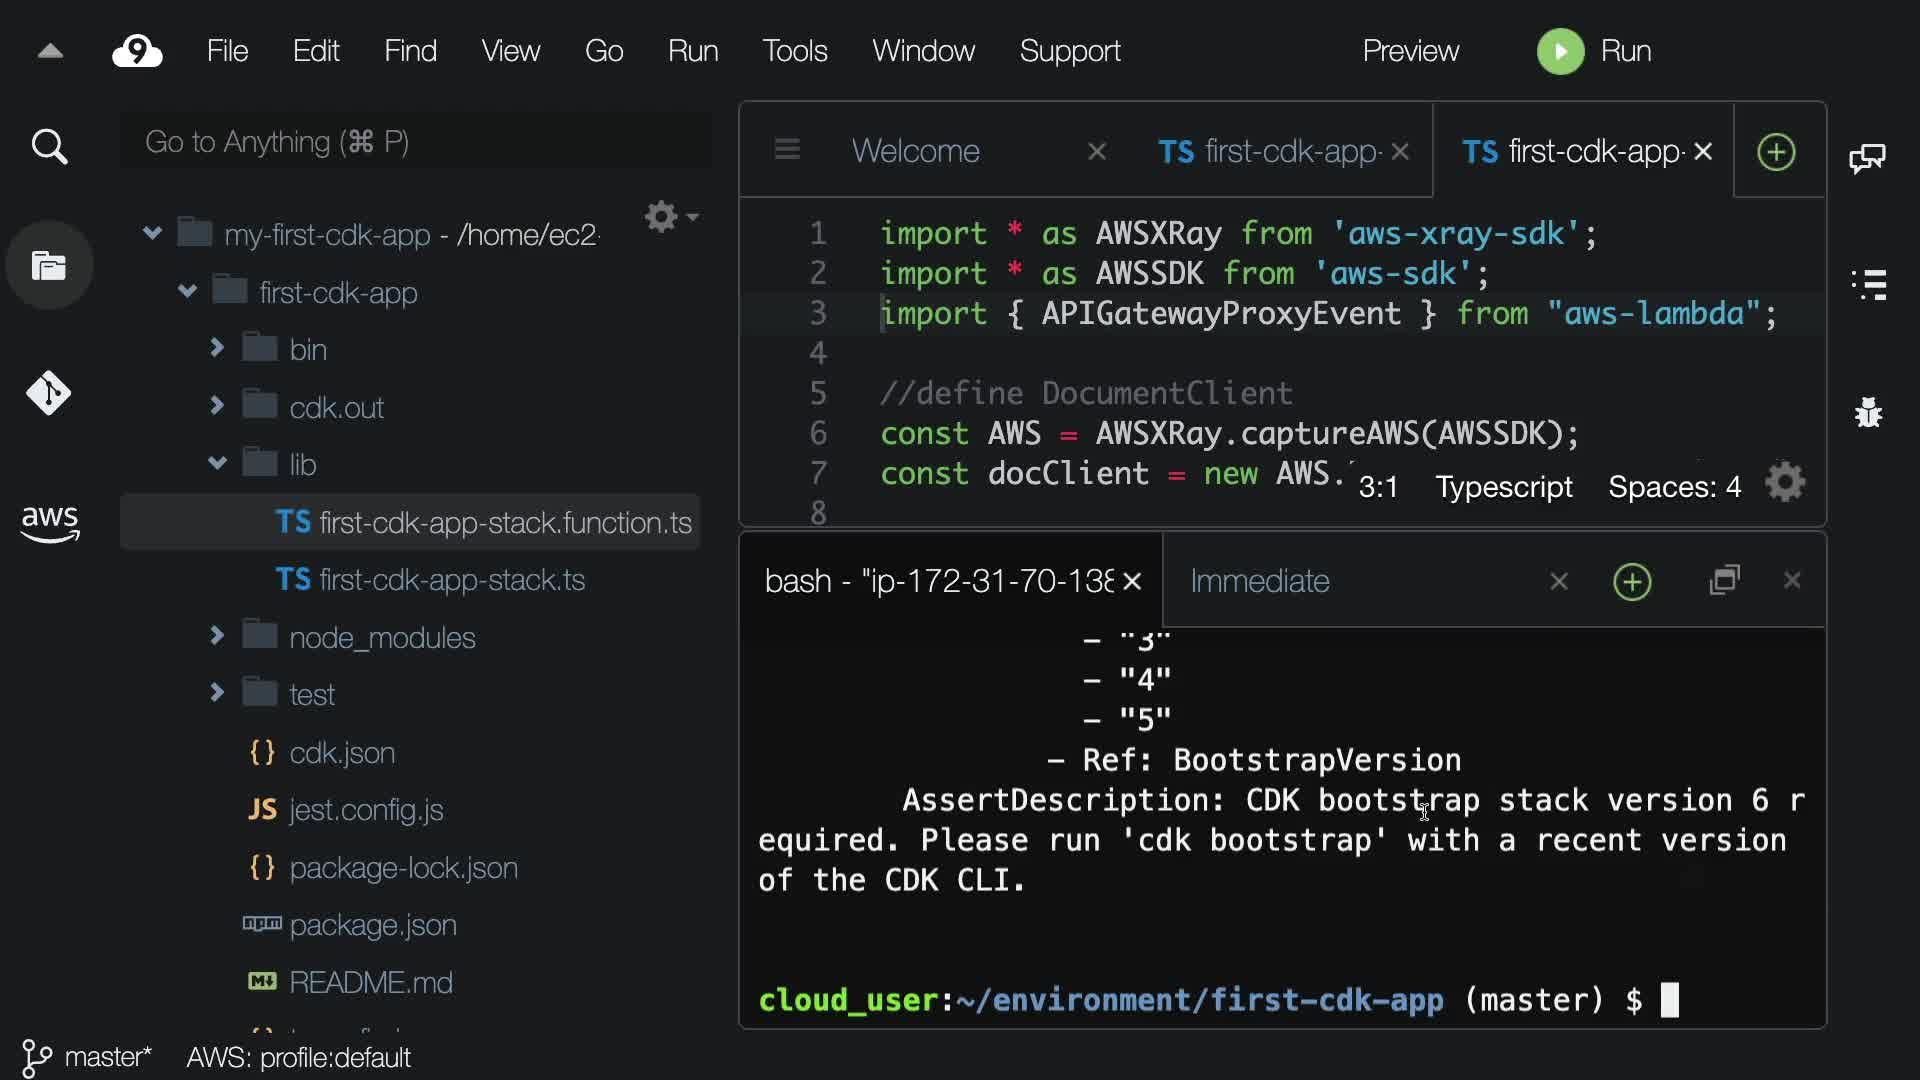 9 File Edit Find View Go Run Tools Window Support Preview Run
Go to Anything (⌘ P)
my-first-cdk-app - /home/ec2
first-cdk-app
bin
cdk.out
lib
TS first-cdk-app-stack.function.ts
TS first-cdk-app-stack.ts
node_modules
test
{} cdk.json
JS jest.config.js
{} package-lock.json
package.json
M README.md
aws
master* AWS: profile:default
Welcome × TS first-cdk-app- × TS first-cdk-app- ×
1 import * as AWSXRay from 'aws-xray-sdk';
2 import * as AWSSDK from 'aws-sdk';
3 import { APIGatewayProxyEvent } from "aws-lambda";
4
5 //define DocumentClient
6 const AWS = AWSXRay.captureAWS(AWSSDK);
7 const docClient = new AWS.
8
3:1 Typescript Spaces: 4
bash - "ip-172-31-70-138 × Immediate ×
- "3"
- "4"
- "5"
- Ref: BootstrapVersion
AssertDescription: CDK bootstrap stack version 6 r
equired. Please run 'cdk bootstrap' with a recent version
of the CDK CLI.
cloud_user:~/environment/first-cdk-app (master) $